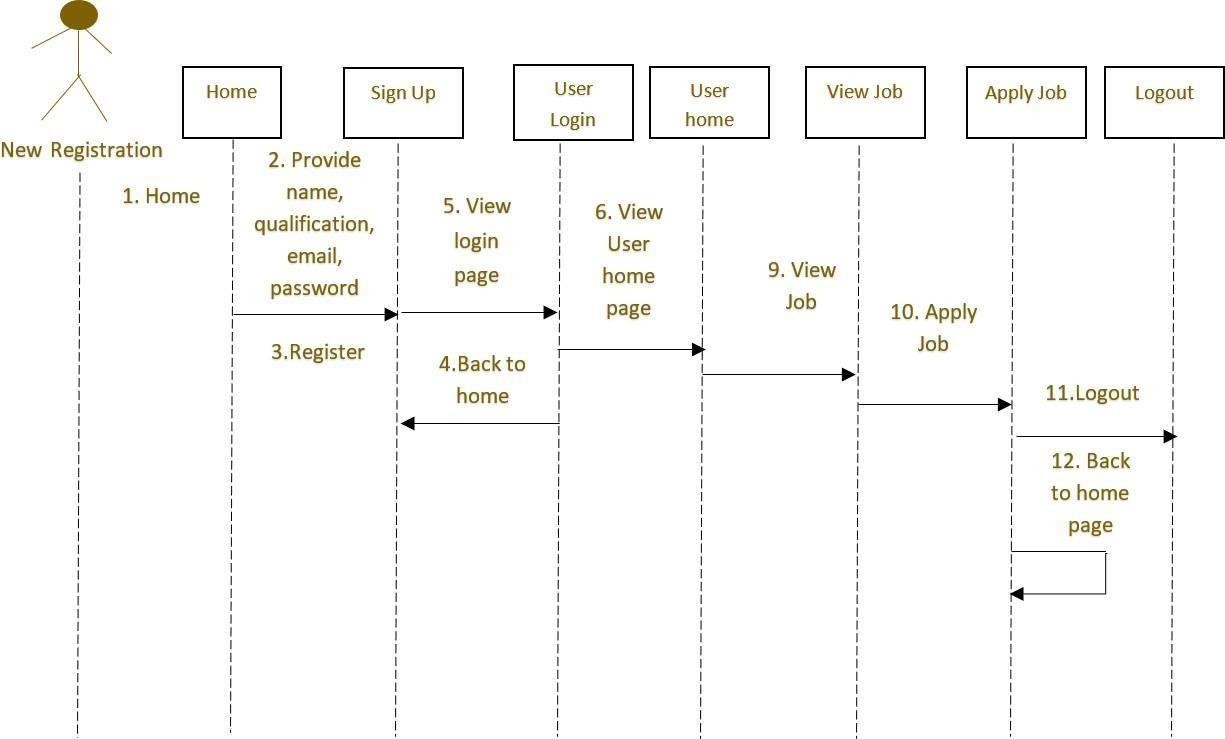 Home
Sign Up
User
Login
User
home
View Job
Apply Job
Logout
New Registration
1. Home
2. Provide
name,
qualification,
email,
password
3.Register
5. View
login
page
4.Back to
home
6. View
User
home
page
9. View
Job
10. Apply
Job
11.Logout
12. Back
to home
page